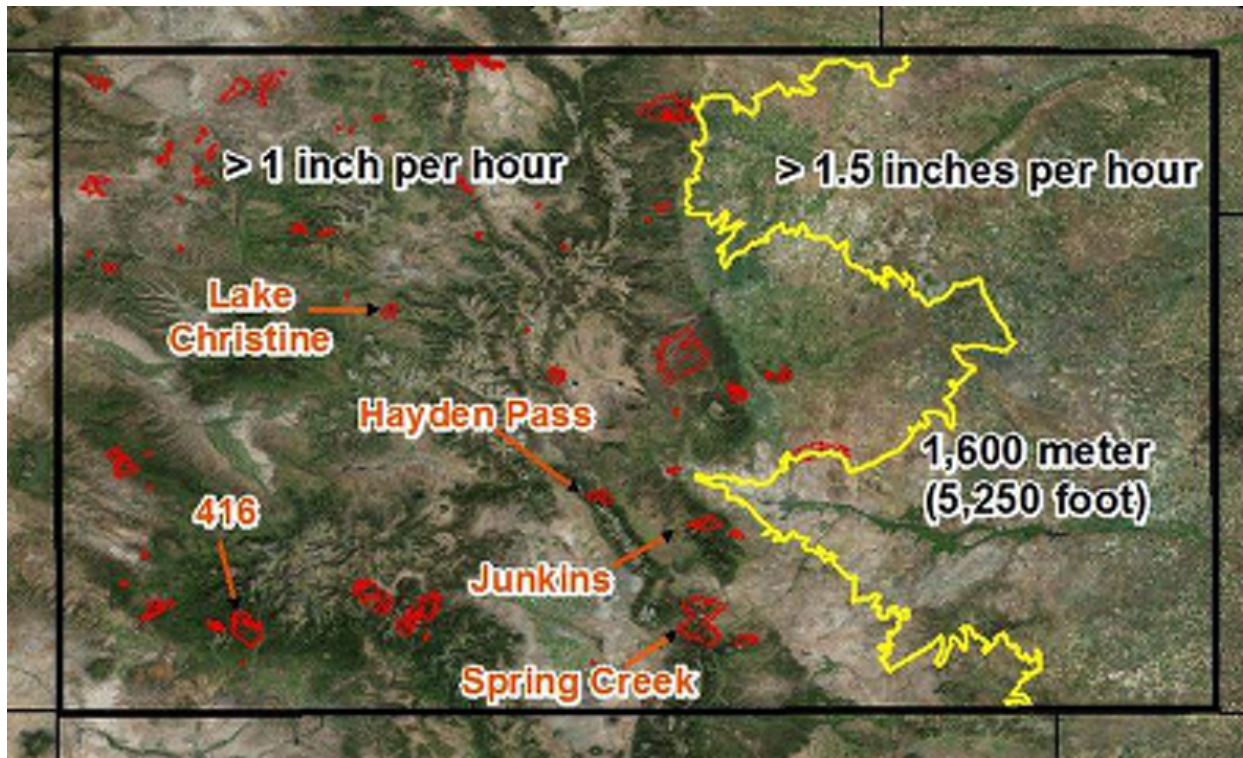 > 1 inch per hour
> 1.5 inches per hour
Lake
Christine
Hayden Pass
1,600 meter
(5,250 foot)
416
Junkins
Spring Creek